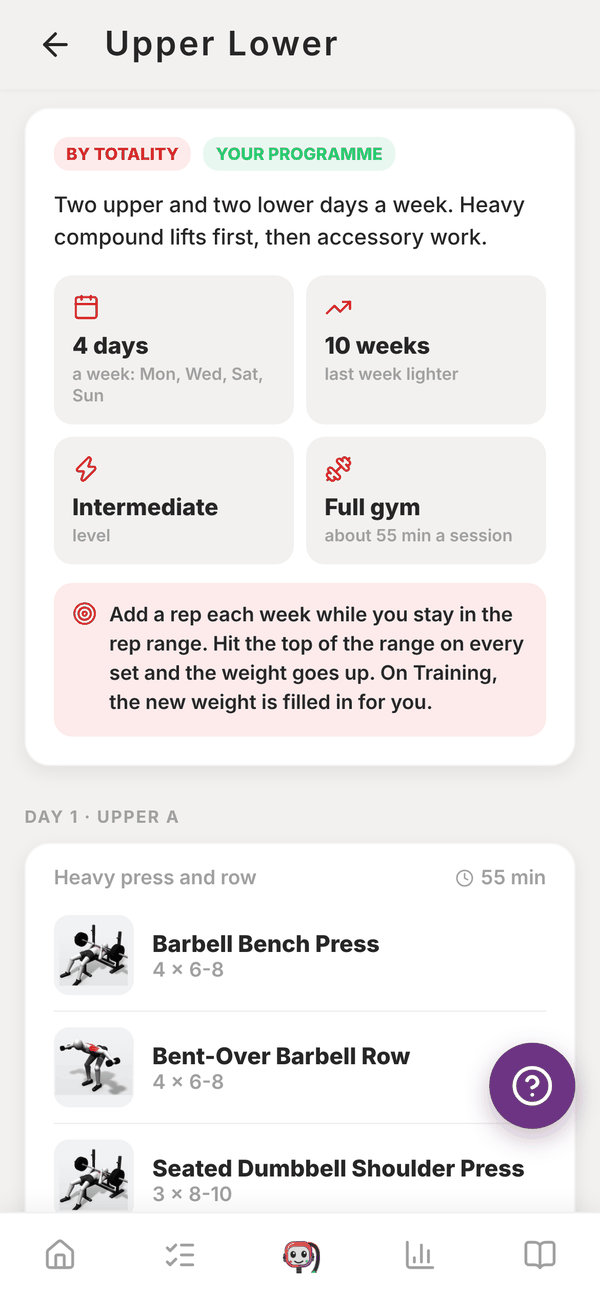 Upper Lower
BY TOTALITY
YOUR PROGRAMME
Two upper and two lower days a week. Heavy
compound lifts first, then accessory work.
4 days
a week: Mon, Wed, Sat,
Sun
10 weeks
last week lighter
Intermediate
level
Full gym
about 55 min a session
Add a rep each week while you stay in the
rep range. Hit the top of the range on every
set and the weight goes up. On Training,
the new weight is filled in for you.
DAY 1 · UPPER A
Heavy press and row
55 min
Barbell Bench Press
4 × 6-8
Bent-Over Barbell Row
4 × 6-8
Seated Dumbbell Shoulder Press
3 × 8-10